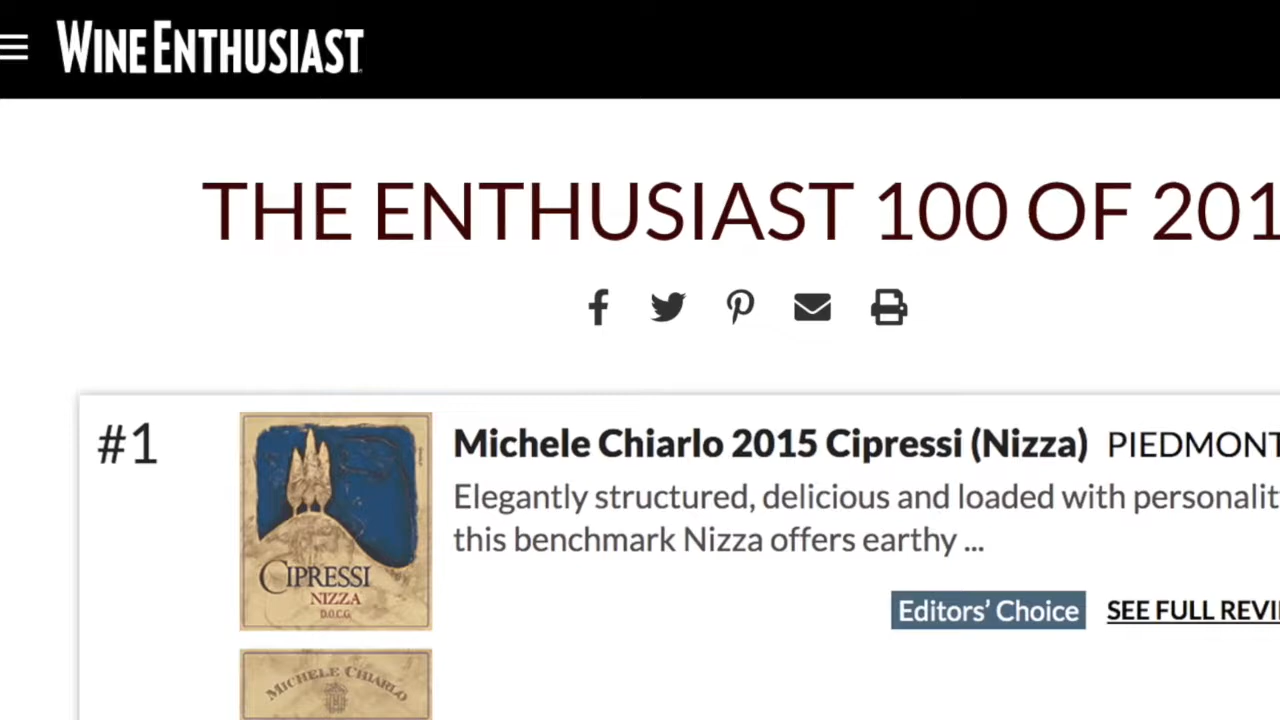 WINE ENTHUSIAST
THE ENTHUSIAST 100 OF 201
#1
Michele Chiarlo 2015 Cipressi (Nizza) PIEDMONT
Elegantly structured, delicious and loaded with personalit
this benchmark Nizza offers earthy ...
Editors' Choice SEE FULL REVI
CIPRESSI
NIZZA
D.O.C.G.
MICHELE CHIARLO